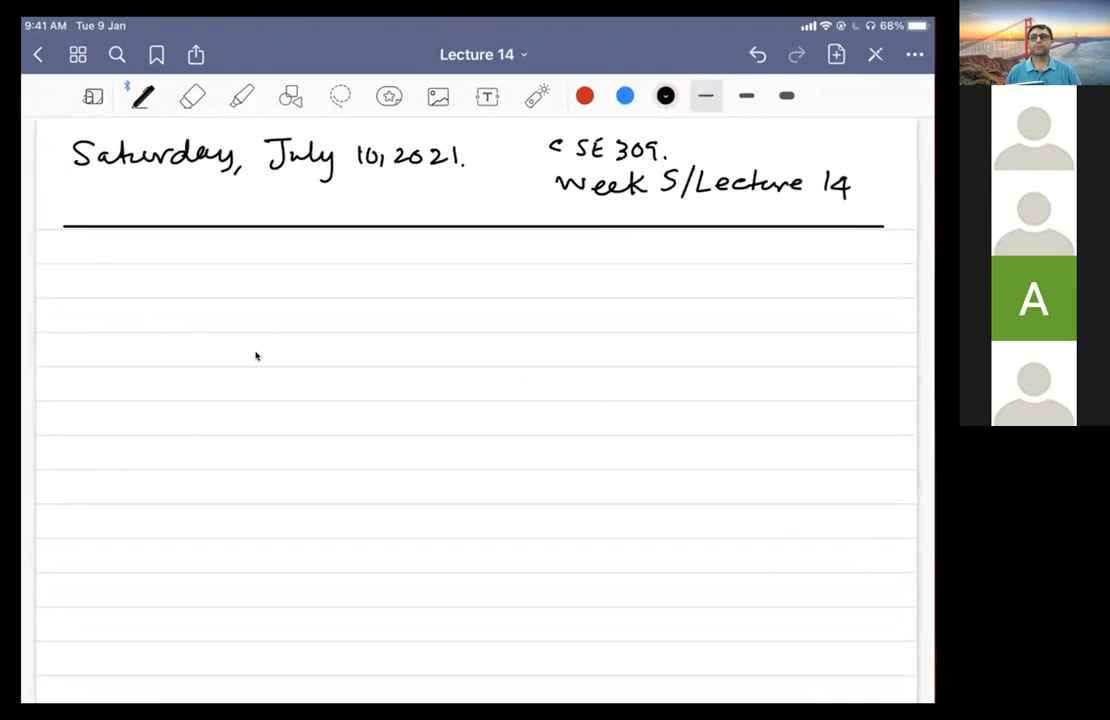 9:41 AM Tue 9 Jan 68%
Lecture 14
T
Saturday, July 10, 2021. CSE 309.
Week 5/Lecture 14
A